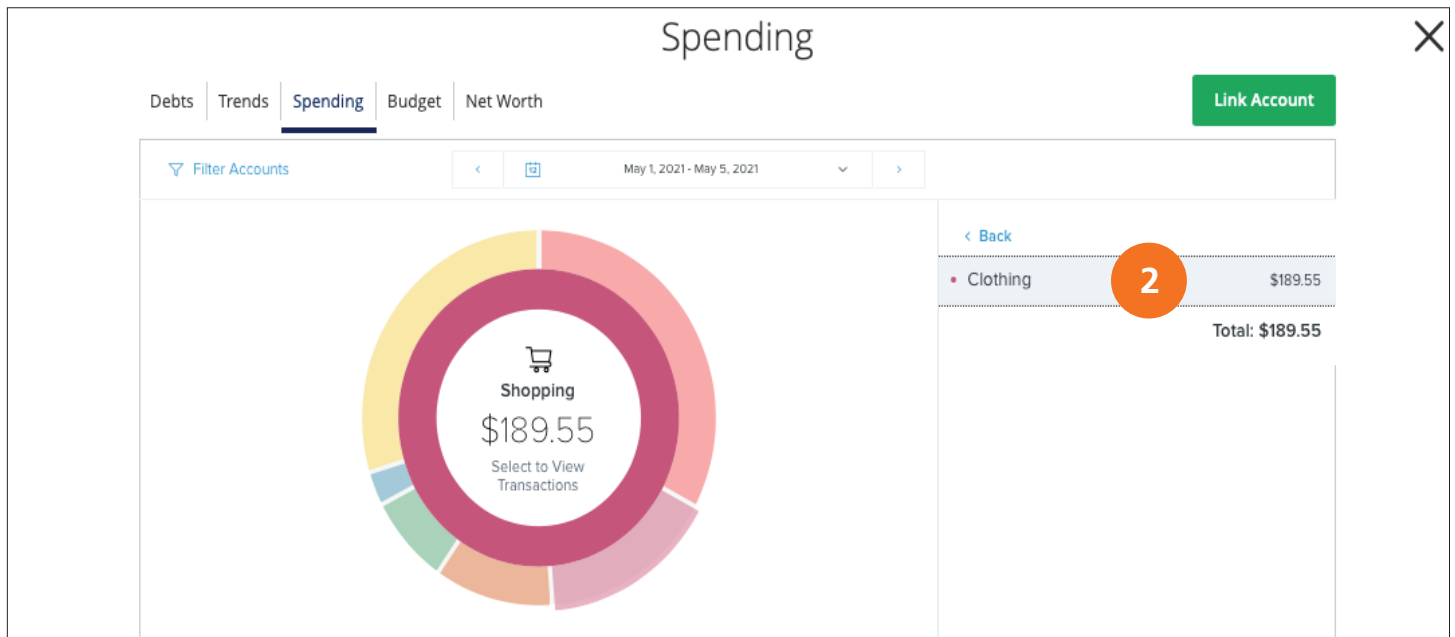 Spending
Debts Trends Spending Budget Net Worth
Link Account
Filter Accounts
12
May 1, 2021 - May 5, 2021
Back
Clothing 2 $189.55
Total: $189.55
Shopping
$189.55
Select to View
Transactions